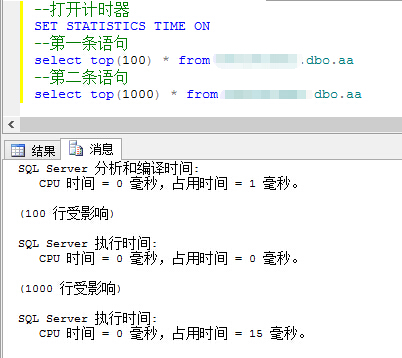 --打开计时器
SET STATISTICS TIME ON
--第一条语句
select top(100) * from .dbo.aa
--第二条语句
select top(1000) * from dbo.aa
结果 消息
SQL Server 分析和编译时间:
CPU 时间 = 0 毫秒，占用时间 = 1 毫秒。
(100 行受影响)
SQL Server 执行时间:
CPU 时间 = 0 毫秒，占用时间 = 0 毫秒。
(1000 行受影响)
SQL Server 执行时间:
CPU 时间 = 0 毫秒，占用时间 = 15 毫秒。